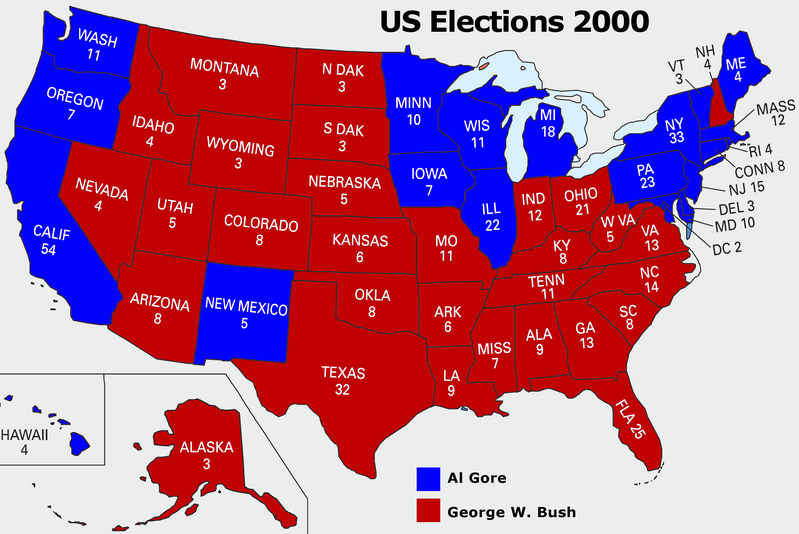 US Elections 2000
WASH
11
OREGON
7
CALIF
54
NEVADA
4
IDAHO
4
MONTANA
3
WYOMING
3
UTAH
5
COLORADO
8
ARIZONA
8
NEW MEXICO
5
N DAK
3
S DAK
3
NEBRASKA
5
KANSAS
6
OKLA
8
TEXAS
32
MINN
10
IOWA
7
MO
11
ARK
6
LA
9
WIS
11
ILL
22
MI
18
IND
12
OHIO
21
KY
8
TENN
11
MISS
7
ALA
9
GA
13
FLA 25
SC
8
NC
14
VA
13
W VA
5
PA
23
NY
33
VT
3
NH
4
ME
4
MASS
12
RI 4
CONN 8
NJ 15
DEL 3
MD 10
DC 2
HAWAII
4
ALASKA
3
Al Gore
George W. Bush